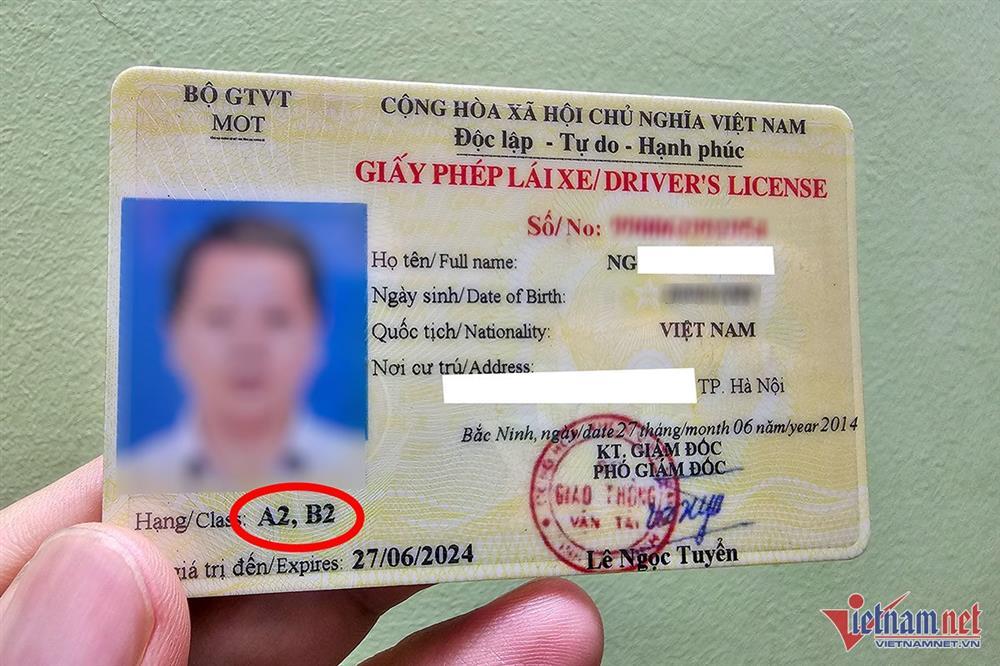 BỘ GTVT
MOT
CỘNG HÒA XÃ HỘI CHỦ NGHĨA VIỆT NAM
Độc lập - Tự do - Hạnh phúc
GIẤY PHÉP LÁI XE/ DRIVER'S LICENSE
Số/ No:
Họ tên/ Full name: NG
Ngày sinh/ Date of Birth:
Quốc tịch/ Nationality: VIỆT NAM
Nơi cư trú/Address:
TP. Hà Nội
Bắc Ninh, ngày/date 27 tháng/month 06 năm/year 2014
KT. GIÁM ĐỐC
PHÓ GIÁM ĐỐC
GIAO THÔNG
VẬN TẢI
Hạng/Class: A2, B2
giá trị đến/Expires: 27/06/2024
Lê Ngọc Tuyển
Vietnamnet
VIETNAMNET.VN